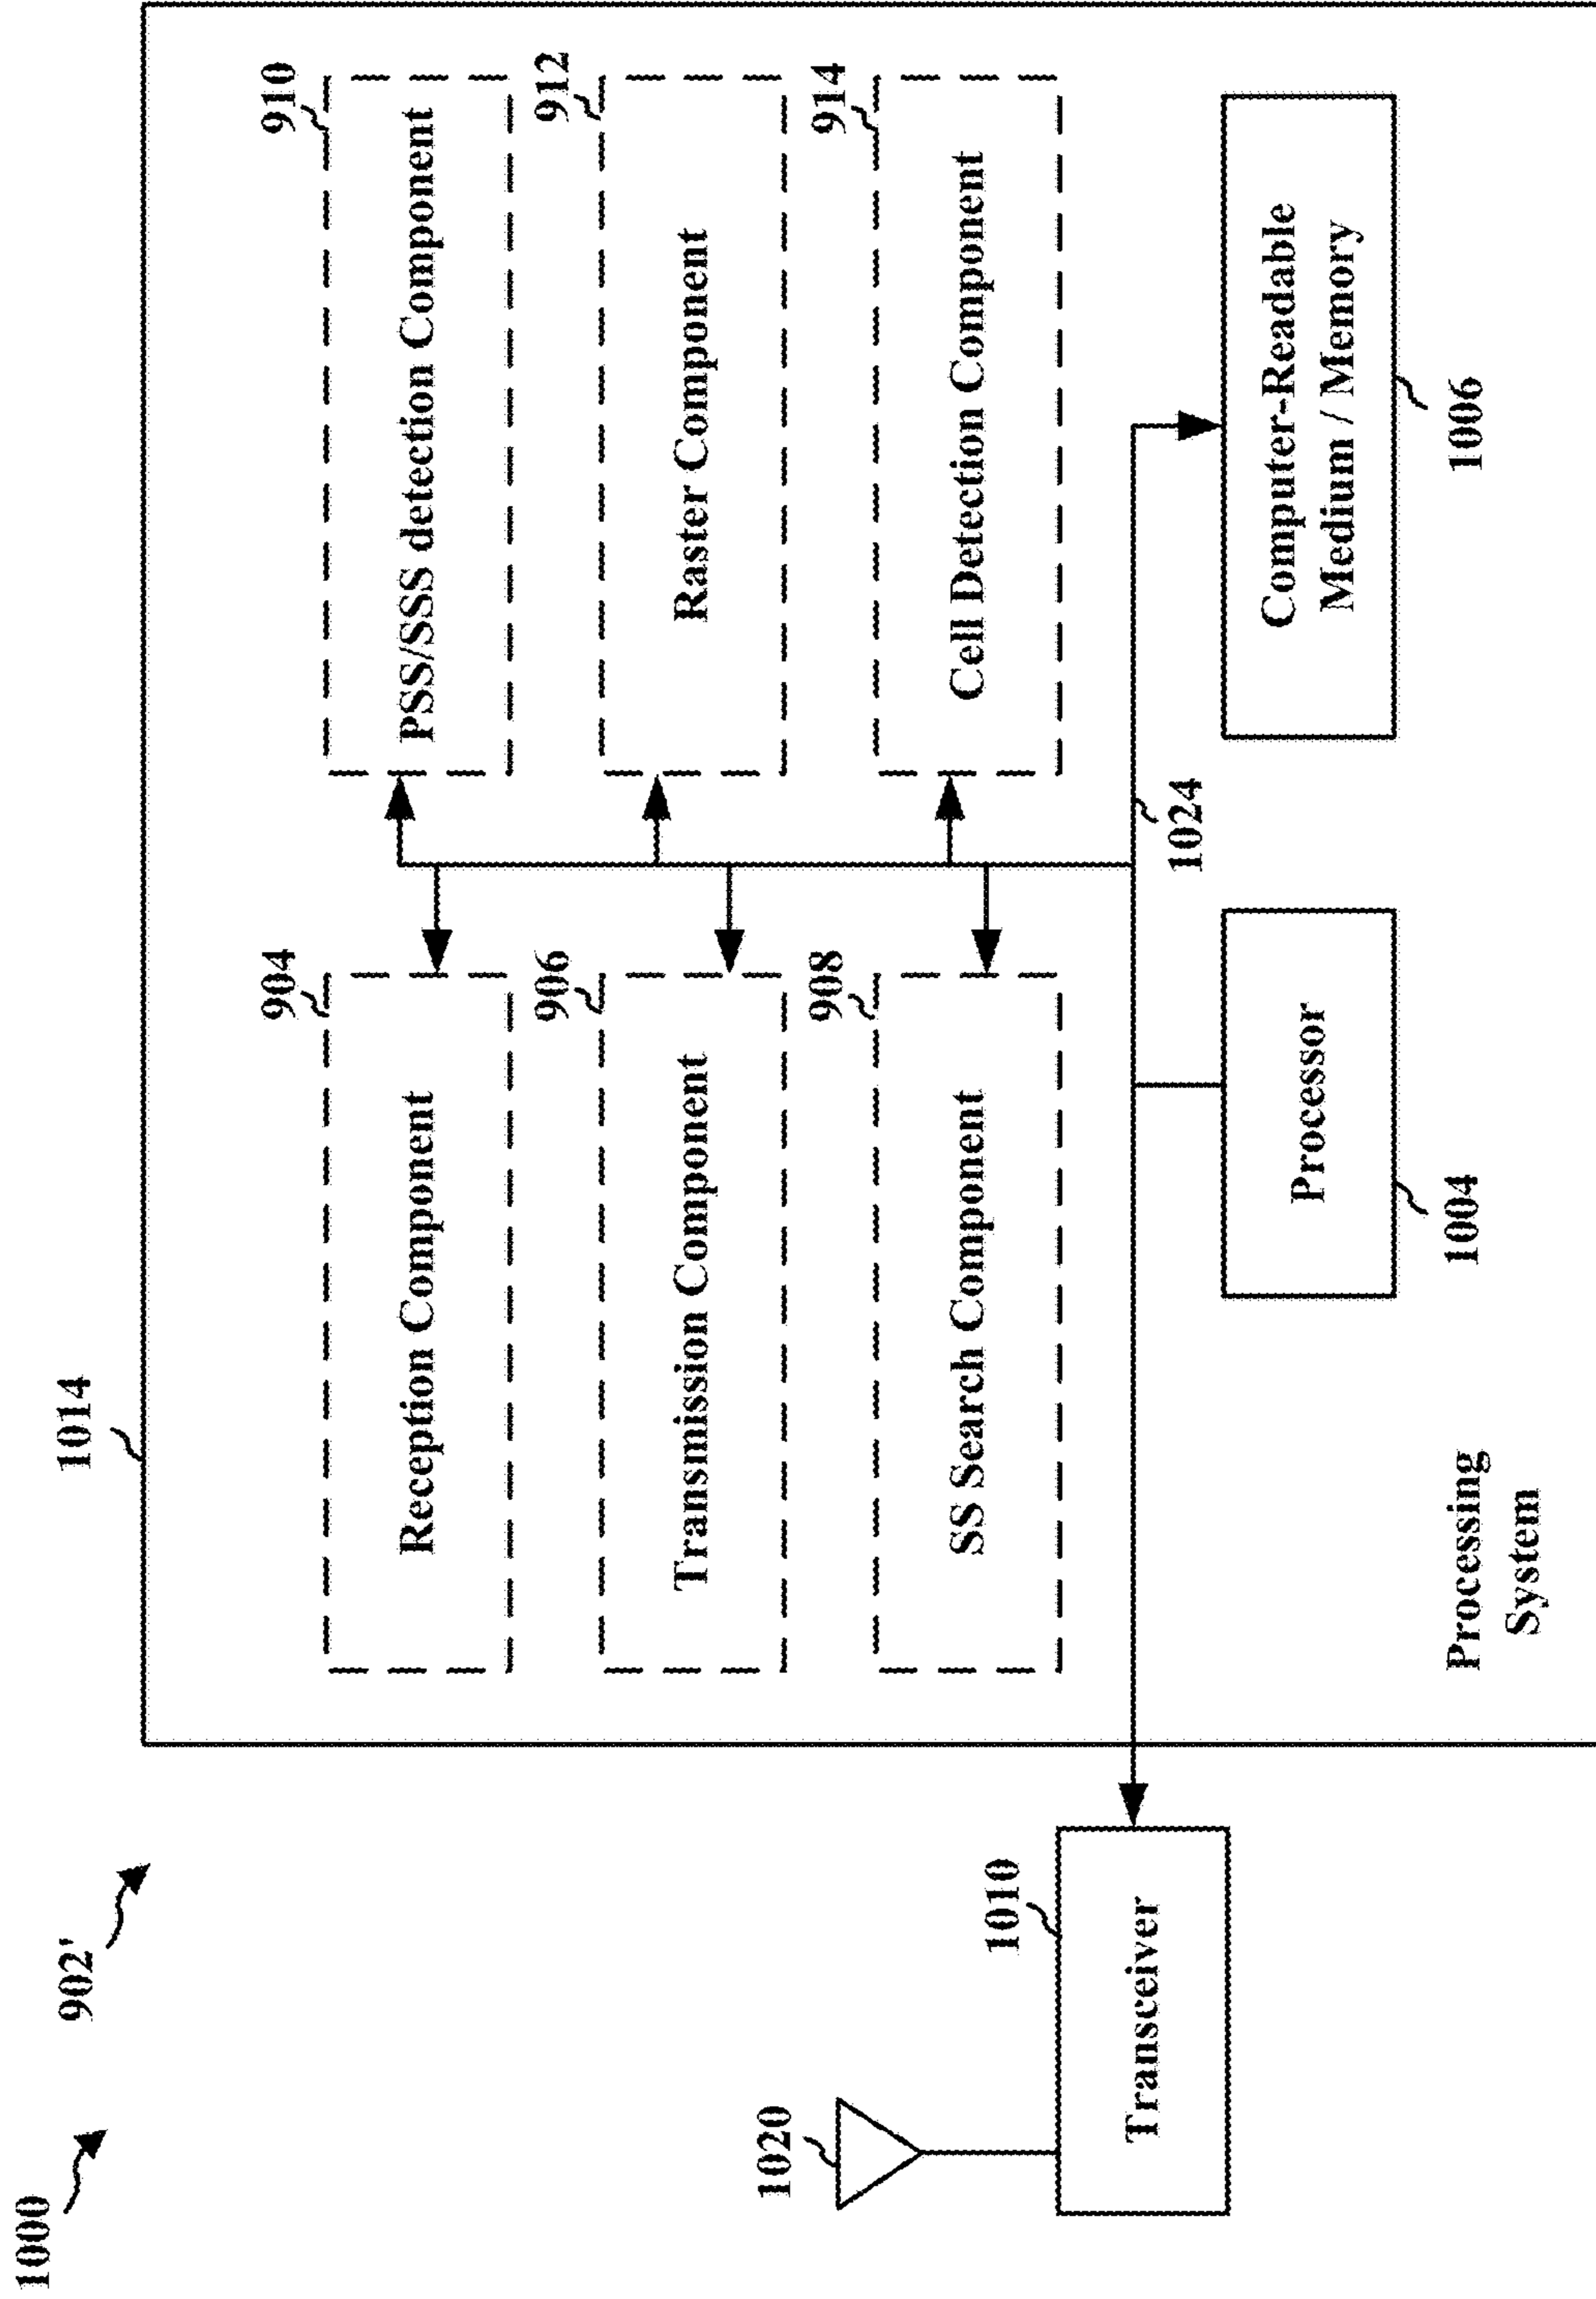 1000
902'
1014
904
Reception Component
910
PSS/SSS detection Component
906
Transmission Component
912
Raster Component
908
SS Search Component
914
Cell Detection Component
1020
1010
Transceiver
1024
Processor
1004
Computer-Readable
Medium / Memory
1006
Processing
System